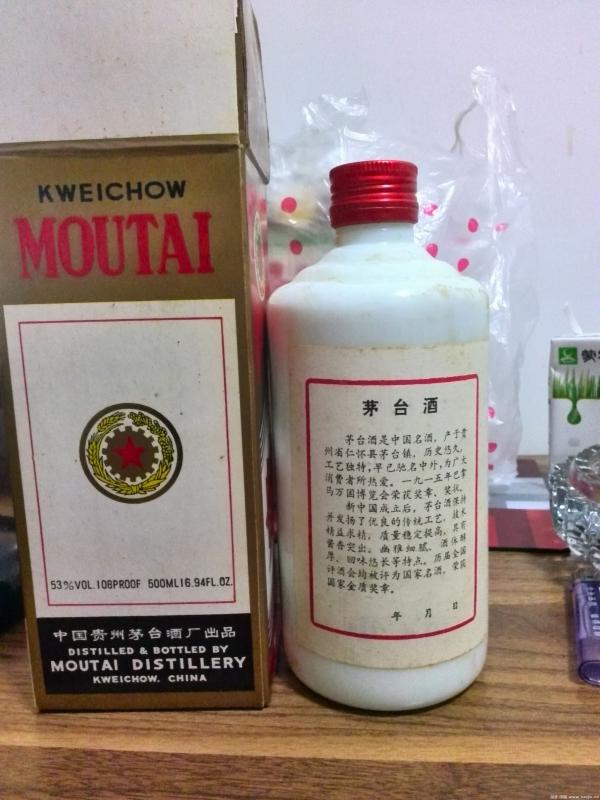 KWEICHOW
MOUTAI
53%VOL.108PROOF 500ML16.94FL.OZ.
中国贵州茅台酒厂出品
DISTILLED & BOTTLED BY
MOUTAI DISTILLERY
KWEICHOW. CHINA
茅台酒
茅台酒是中国名酒，产于贵
州省仁怀县茅台镇，历史悠久，
工艺独特，早已驰名中外，为广大
消费者所热爱。一九一五年巴拿
马万国博览会荣获奖章、奖状。
新中国成立后，茅台酒保持
并发扬了优良的传统工艺，技术
精益求精，质量稳定提高，具有
酱香突出、幽雅细腻、酒体醇
厚、回味悠长等特点。历届全国
评酒会均被评为国家名酒，荣获
国家金质奖章。
年 月 日